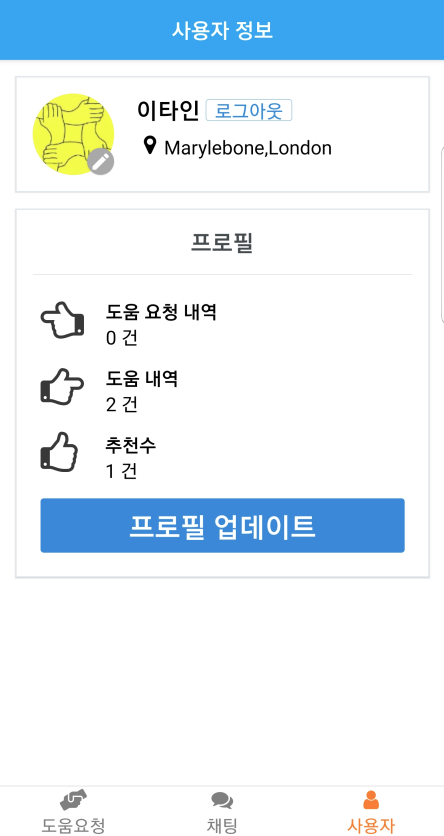 사용자 정보
이타인 로그아웃
Marylebone,London
프로필
도움 요청 내역
0 건
도움 내역
2 건
추천수
1 건
프로필 업데이트
도움요청 채팅 사용자